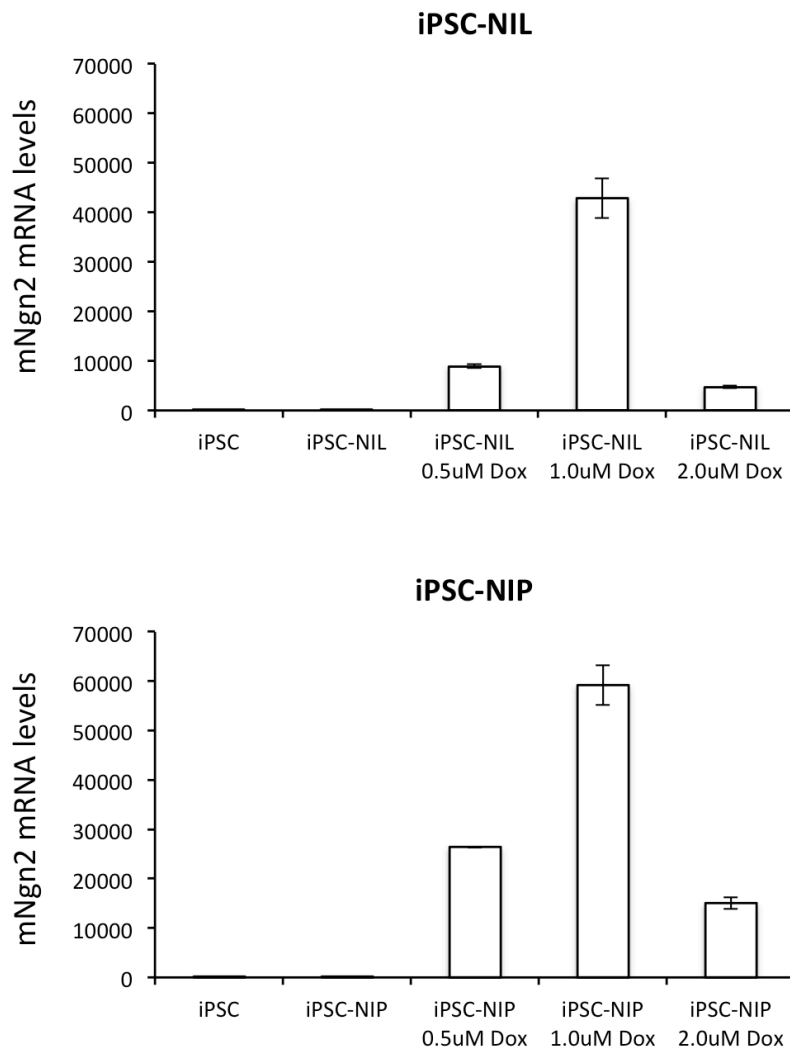 iPSC-NIL
70000
60000
50000
40000
30000
20000
10000
0
mNgn2 mRNA levels
iPSC
iPSC-NIL
iPSC-NIL
0.5uM Dox
iPSC-NIL
1.0uM Dox
iPSC-NIL
2.0uM Dox
iPSC-NIP
70000
60000
50000
40000
30000
20000
10000
0
mNgn2 mRNA levels
iPSC
iPSC-NIP
iPSC-NIP
0.5uM Dox
iPSC-NIP
1.0uM Dox
iPSC-NIP
2.0uM Dox